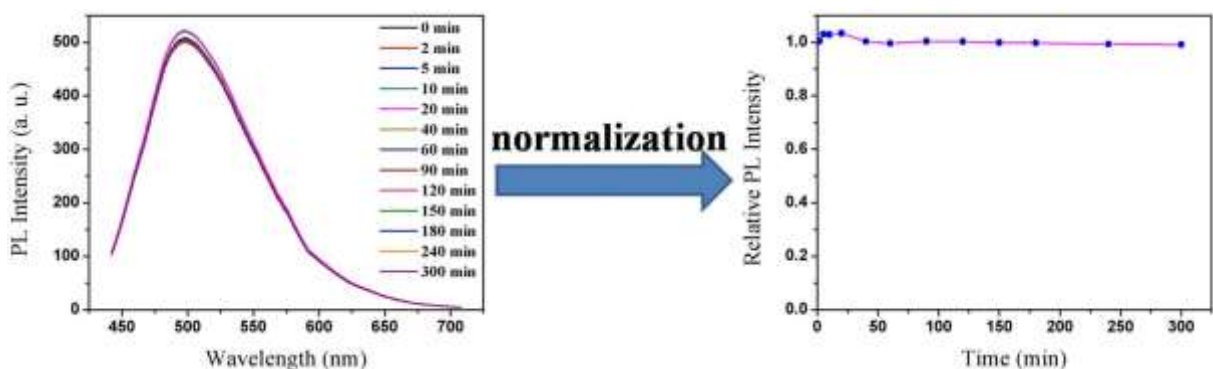 PL Intensity (a. u.)
500
400
300
200
100
0
450 500 550 600 650 700
Wavelength (nm)
0 min
2 min
5 min
10 min
20 min
40 min
60 min
90 min
120 min
150 min
180 min
240 min
300 min
normalization
Relative PL Intensity
1.0
0.8
0.6
0.4
0.2
0.0
0 50 100 150 200 250 300
Time (min)